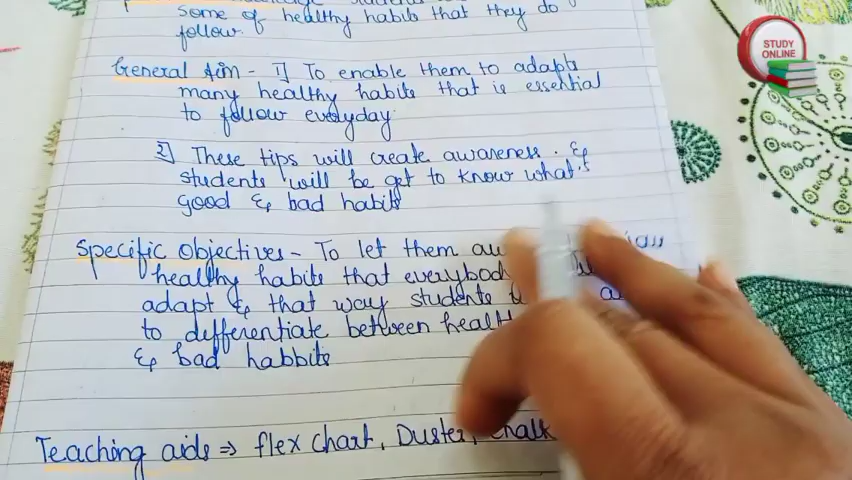 some of healthy habits that they do
follow.
General Aim - 1] To enable them to adapts
many healthy habits that is essential
to follow everyday.
2] These tips will create awareness. &
students will be get to know what's
good & bad habits
Specific Objectives - To let them
healthy habits that everybody
adapt & that way students
to differentiate between
& bad habbits
Teaching aids ⇒ flex chart, Duster, Chalk
STUDY
ONLINE